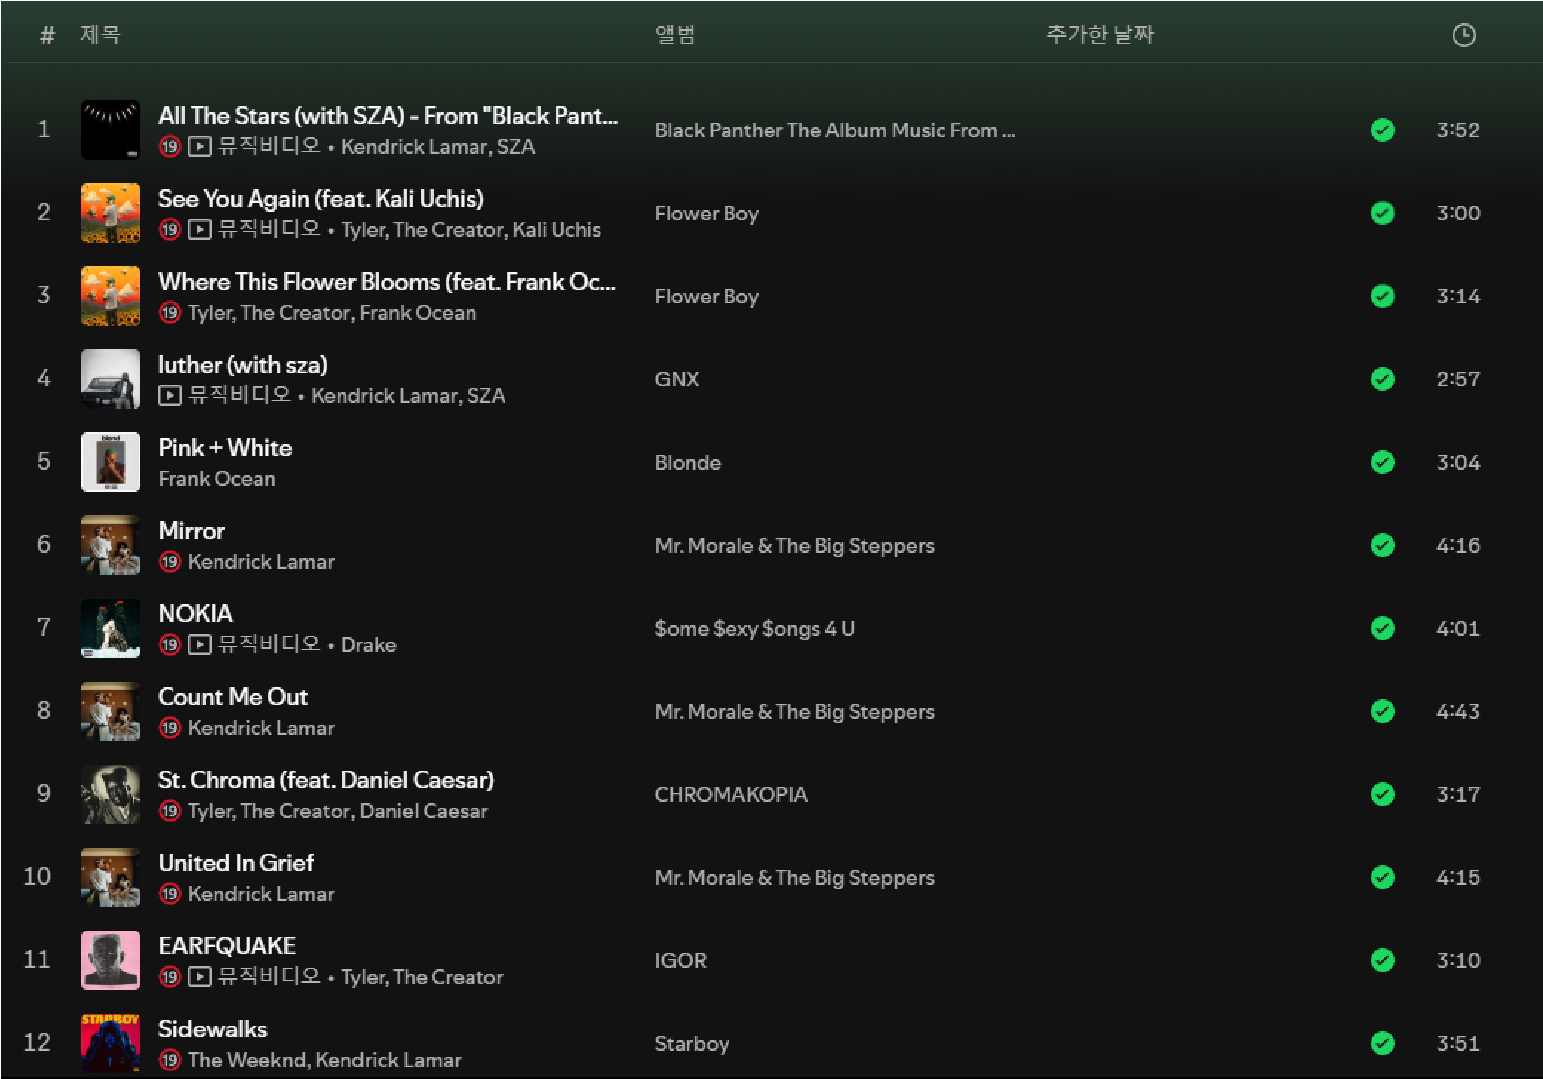 # 제목 앨범 추가한 날짜
1 All The Stars (with SZA) - From "Black Pant... Black Panther The Album Music From ... 3:52
19 뮤직비디오 • Kendrick Lamar, SZA
2 See You Again (feat. Kali Uchis) Flower Boy 3:00
19 뮤직비디오 • Tyler, The Creator, Kali Uchis
3 Where This Flower Blooms (feat. Frank Oc... Flower Boy 3:14
19 Tyler, The Creator, Frank Ocean
4 luther (with sza) GNX 2:57
뮤직비디오 • Kendrick Lamar, SZA
blond
5 Pink + White Blonde 3:04
Frank Ocean
6 Mirror Mr. Morale & The Big Steppers 4:16
19 Kendrick Lamar
7 NOKIA $ome $exy $ongs 4 U 4:01
19 뮤직비디오 • Drake
8 Count Me Out Mr. Morale & The Big Steppers 4:43
19 Kendrick Lamar
9 St. Chroma (feat. Daniel Caesar) CHROMAKOPIA 3:17
19 Tyler, The Creator, Daniel Caesar
10 United In Grief Mr. Morale & The Big Steppers 4:15
19 Kendrick Lamar
11 EARFQUAKE IGOR 3:10
19 뮤직비디오 • Tyler, The Creator
STARBOY
12 Sidewalks Starboy 3:51
19 The Weeknd, Kendrick Lamar